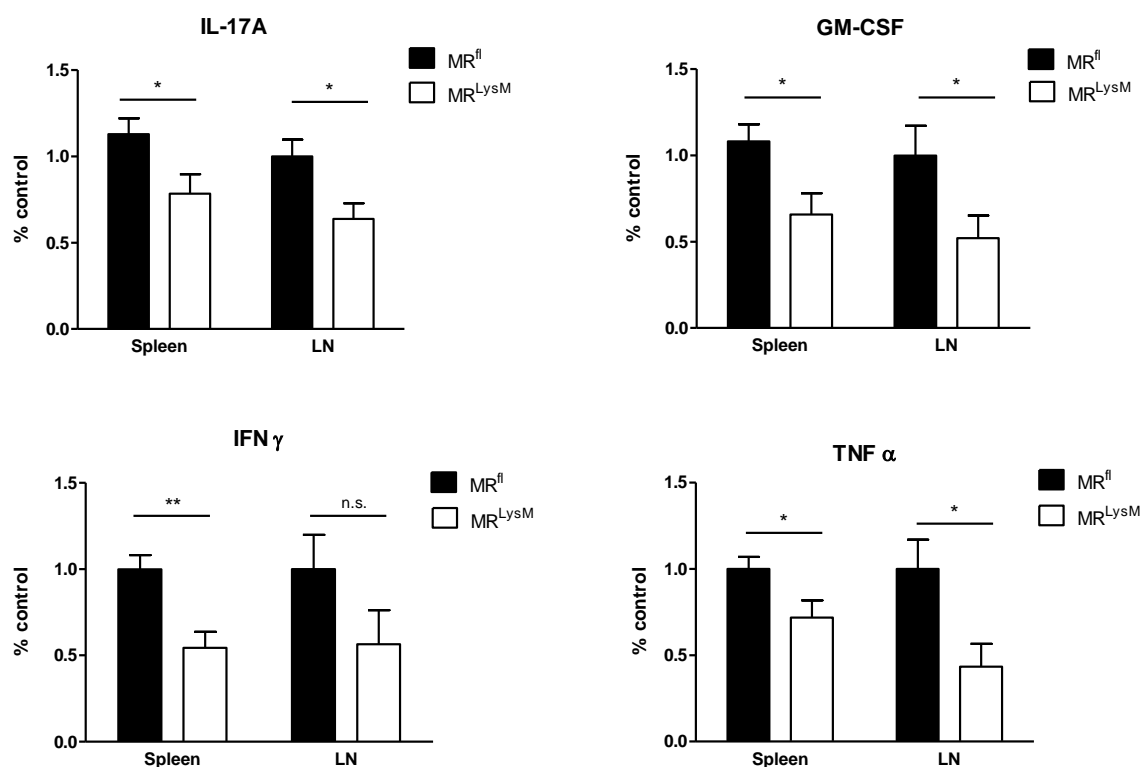 IL-17A
MR^fl
MR^LysM
1.5
1.0
0.5
0.0
% control
*
*
Spleen
LN
GM-CSF
MR^fl
MR^LysM
1.5
1.0
0.5
0.0
% control
*
*
Spleen
LN
IFN γ
MR^fl
MR^LysM
1.5
1.0
0.5
0.0
% control
**
n.s.
Spleen
LN
TNF α
MR^fl
MR^LysM
1.5
1.0
0.5
0.0
% control
*
*
Spleen
LN